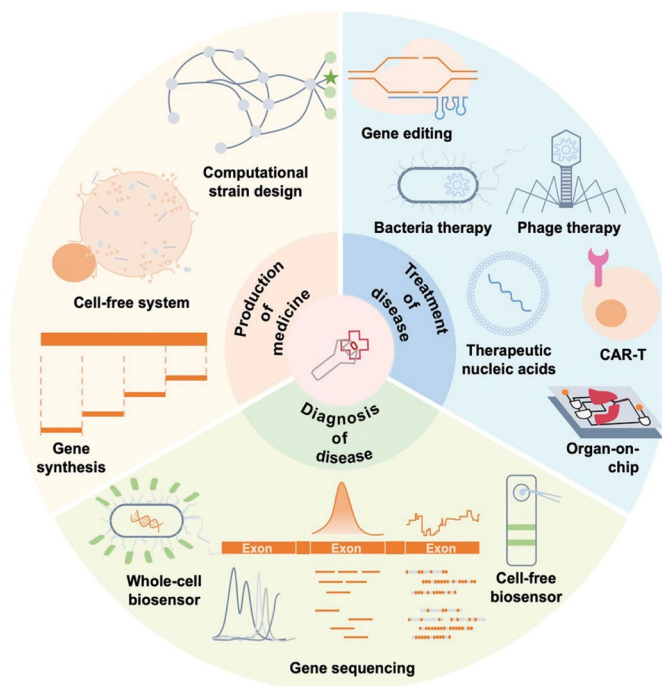 Gene editing
Computational
strain design
Bacteria therapy
Phage therapy
Cell-free system
Production
of
medicine
Treatment
of
disease
Therapeutic
nucleic acids
CAR-T
Gene
synthesis
Diagnosis
of
disease
Organ-on-
chip
Exon
Exon
Exon
Whole-cell
biosensor
Cell-free
biosensor
Gene sequencing